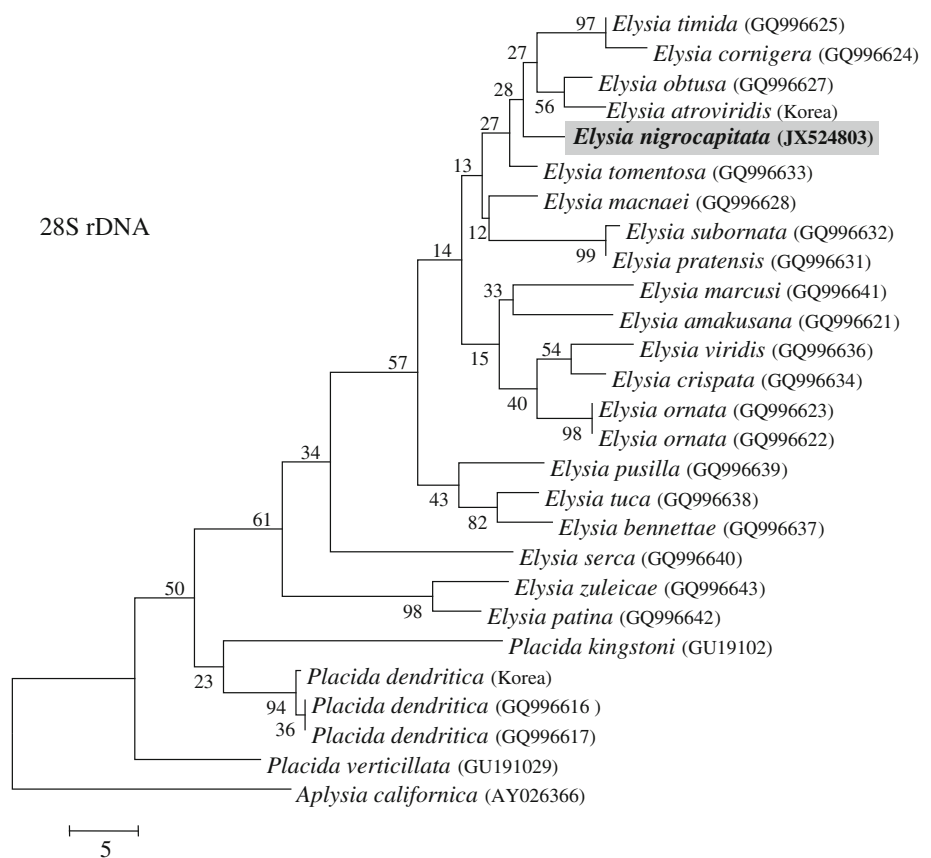 97 Elysia timida (GQ996625)
Elysia cornigera (GQ996624)
27
Elysia obtusa (GQ996627)
28
56
Elysia atroviridis (Korea)
27
Elysia nigrocapitata (JX524803)
13
Elysia tomentosa (GQ996633)
Elysia macnaei (GQ996628)
28S rDNA
12
Elysia subornata (GQ996632)
14
99 Elysia pratensis (GQ996631)
33
Elysia marcusi (GQ996641)
Elysia amakusana (GQ996621)
15
54
Elysia viridis (GQ996636)
57
Elysia crispata (GQ996634)
40
Elysia ornata (GQ996623)
98 Elysia ornata (GQ996622)
34
Elysia pusilla (GQ996639)
43
Elysia tuca (GQ996638)
82
Elysia bennettae (GQ996637)
61
Elysia serca (GQ996640)
50
Elysia zuleicae (GQ996643)
98
Elysia patina (GQ996642)
Placida kingstoni (GU19102)
23
Placida dendritica (Korea)
94
Placida dendritica (GQ996616 )
36
Placida dendritica (GQ996617)
Placida verticillata (GU191029)
Aplysia californica (AY026366)
5